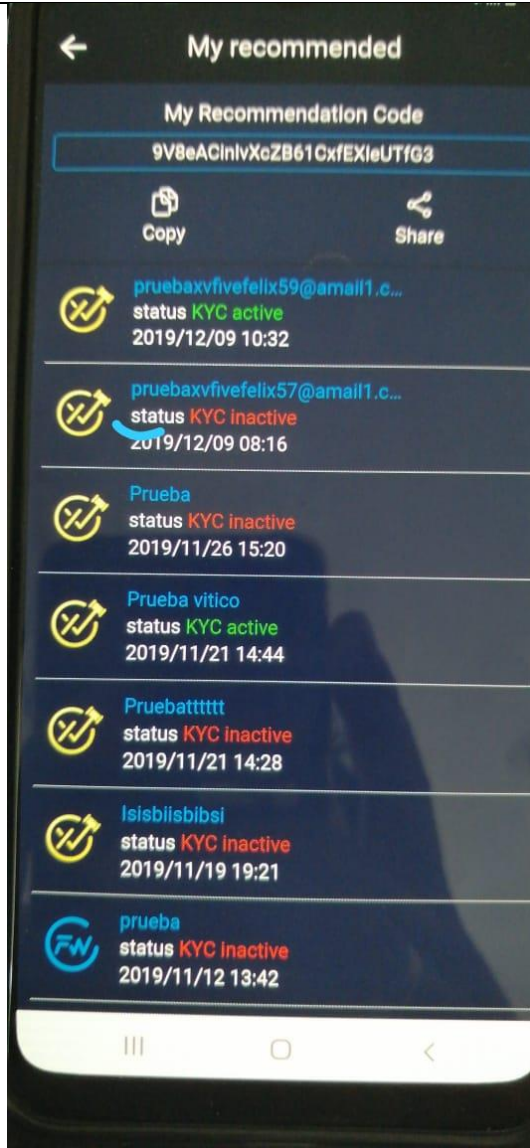 My recommended
My Recommendation Code
Copy
Share
pruebaxvfivefelix59@amail1.c...
status KYC active
2019/12/09 10:32
pruebaxvfivefelix57@amail1.c...
status KYC inactive
2019/12/09 08:16
Prueba
status KYC inactive
2019/11/26 15:20
Prueba vitico
status KYC active
2019/11/21 14:44
Pruebatttttt
status KYC inactive
2019/11/21 14:28
Isisbiisbibsi
status KYC inactive
2019/11/19 19:21
FW
prueba
status KYC inactive
2019/11/12 13:42